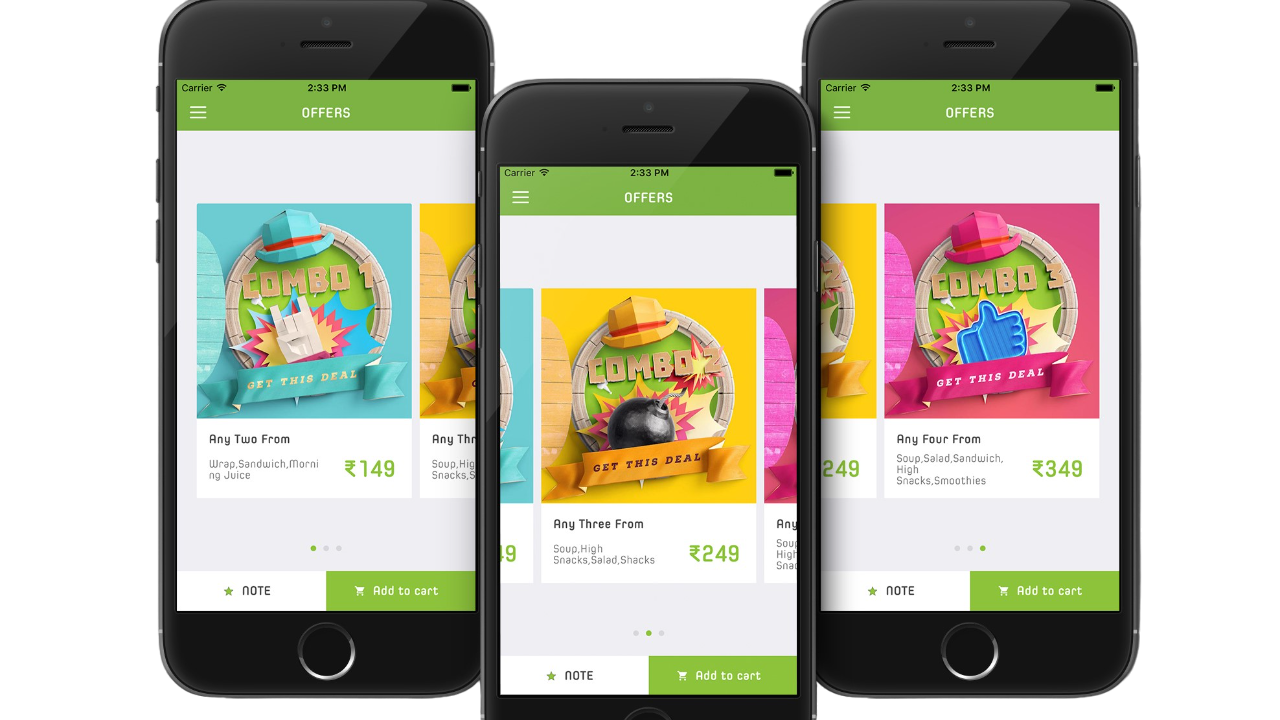 Carrier 2:33 PM
OFFERS
COMBO 1
GET THIS DEAL
Any Two From
Wrap,Sandwich,Morni
ng Juice
₹149
Any Thr
Soup,Hig
Snacks,S
NOTE
Add to cart
Carrier 2:33 PM
OFFERS
COMBO 2
GET THIS DEAL
49
Any Three From
Soup,High
Snacks,Salad,Shacks
₹249
Any
Soup
High
Snac
NOTE
Add to cart
Carrier 2:33 PM
OFFERS
COMBO 3
GET THIS DEAL
249
Any Four From
Soup,Salad,Sandwich,
High
Snacks,Smoothies
₹349
NOTE
Add to cart